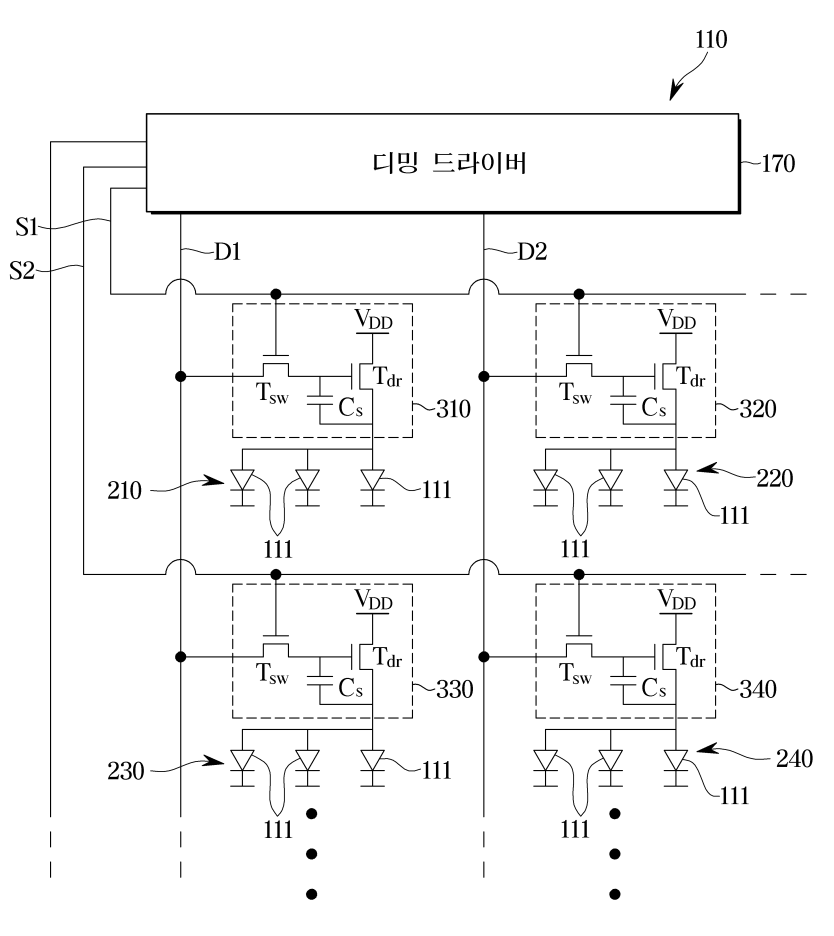 110
디밍 드라이버
170
S1
D1
D2
S2
VDD
VDD
Tsw
Tdr
Cs
310
Tsw
Tdr
Cs
320
210
111
220
111
111
111
VDD
VDD
Tsw
Tdr
Cs
330
Tsw
Tdr
Cs
340
230
111
240
111
111
111